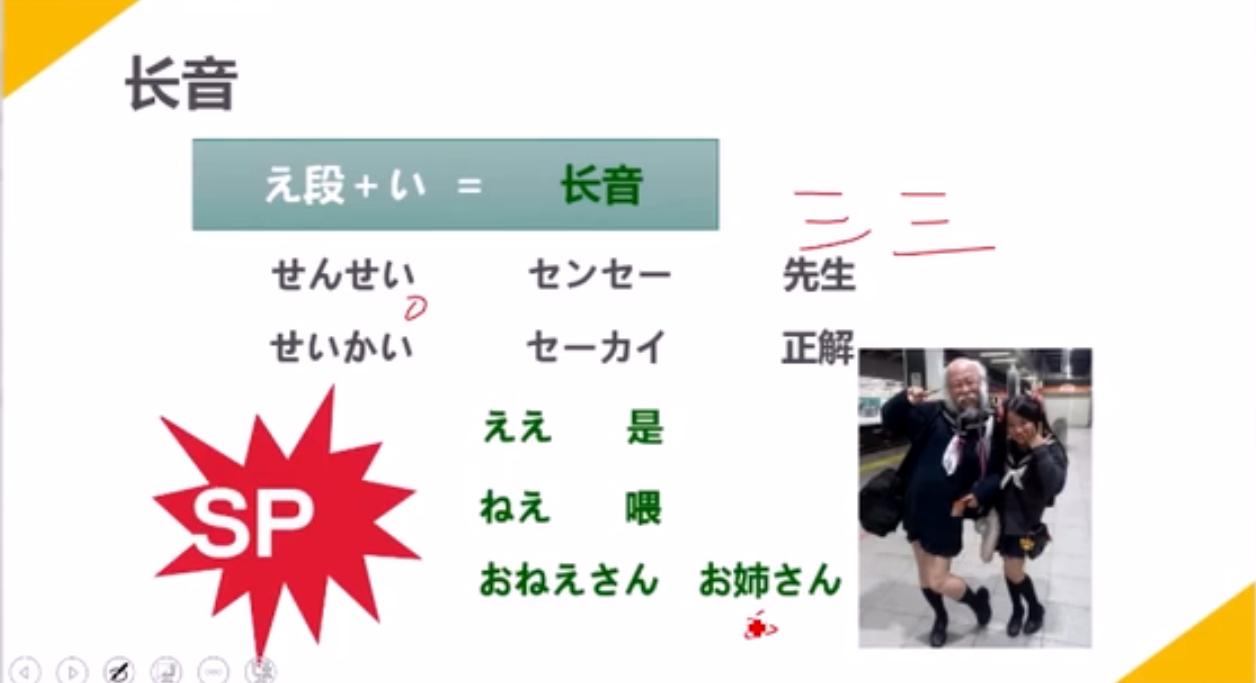 长音
え段+い = 长音
せんせい センセー 先生
せいかい セーカイ 正解
SP
ええ 是
ねえ 喂
おねえさん お姉さん